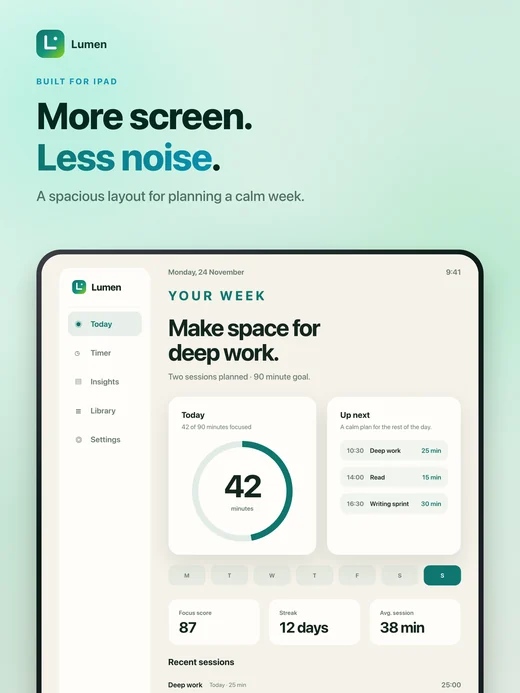 Lumen
BUILT FOR IPAD
More screen.
Less noise.
A spacious layout for planning a calm week.
Monday, 24 November
9:41
Lumen
Today
Timer
Insights
Library
Settings
YOUR WEEK
Make space for
deep work.
Two sessions planned · 90 minute goal.
Today
42 of 90 minutes focused
42
minutes
Up next
A calm plan for the rest of the day.
10:30 Deep work 25 min
14:00 Read 15 min
16:30 Writing sprint 30 min
M T W T F S S
Focus score
87
Streak
12 days
Avg. session
38 min
Recent sessions
Deep work Today · 25 min 25:00